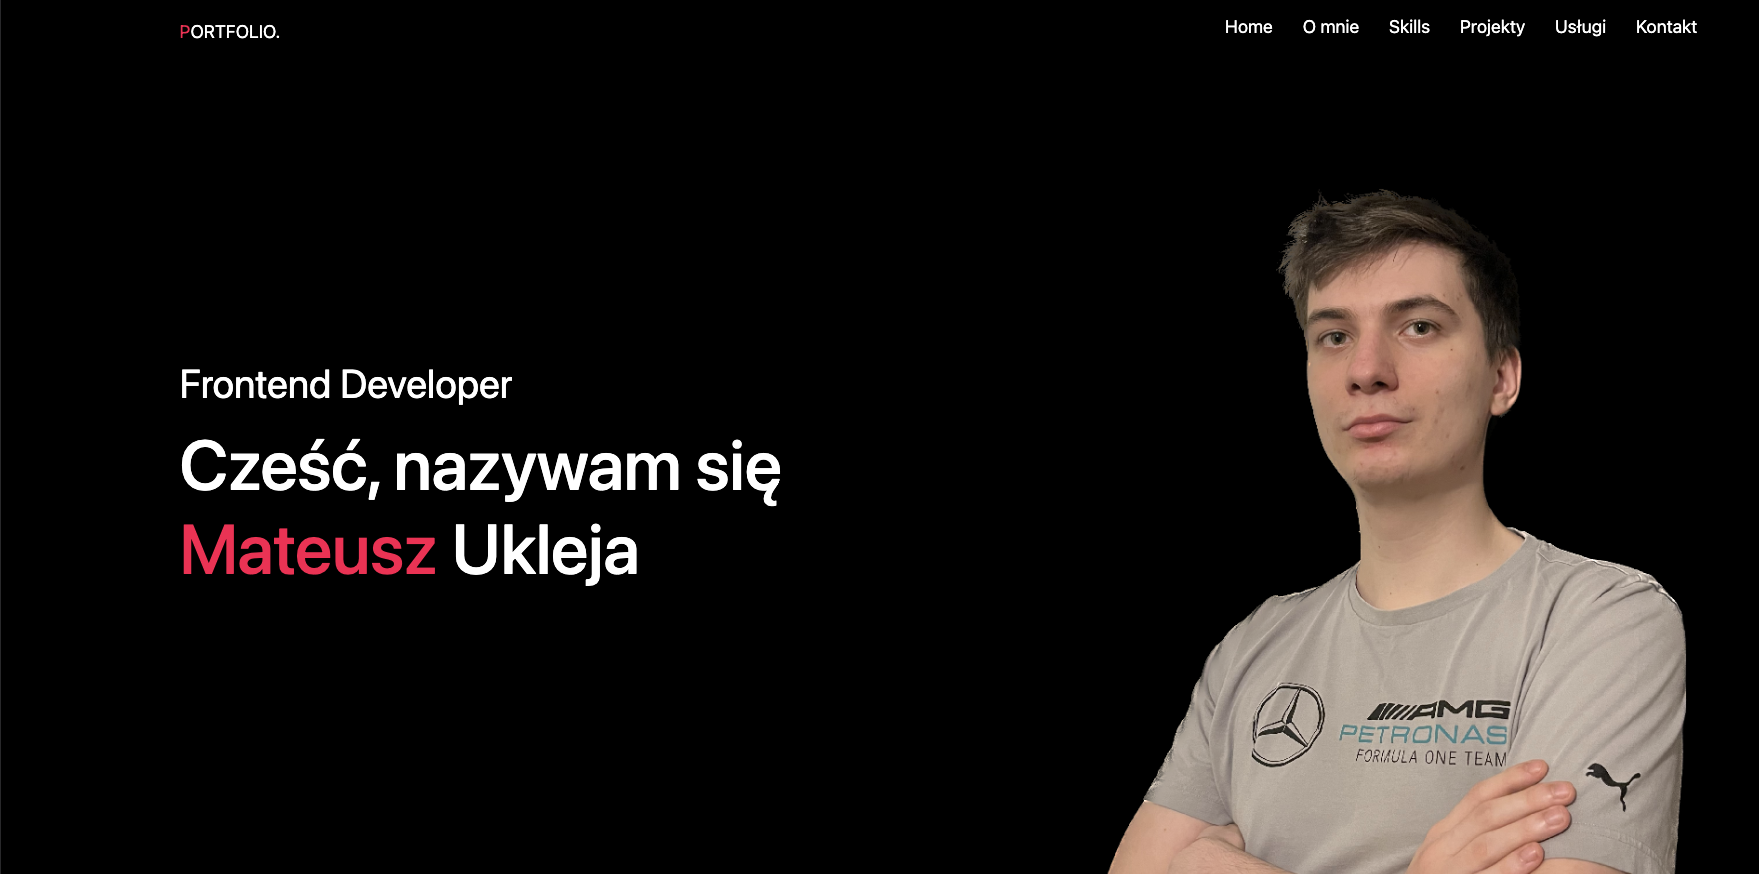 PORTFOLIO.
Home O mnie Skills Projekty Usługi Kontakt
Frontend Developer
Cześć, nazywam się
Mateusz Ukleja
AMG
PETRONAS
FORMULA ONE TEAM